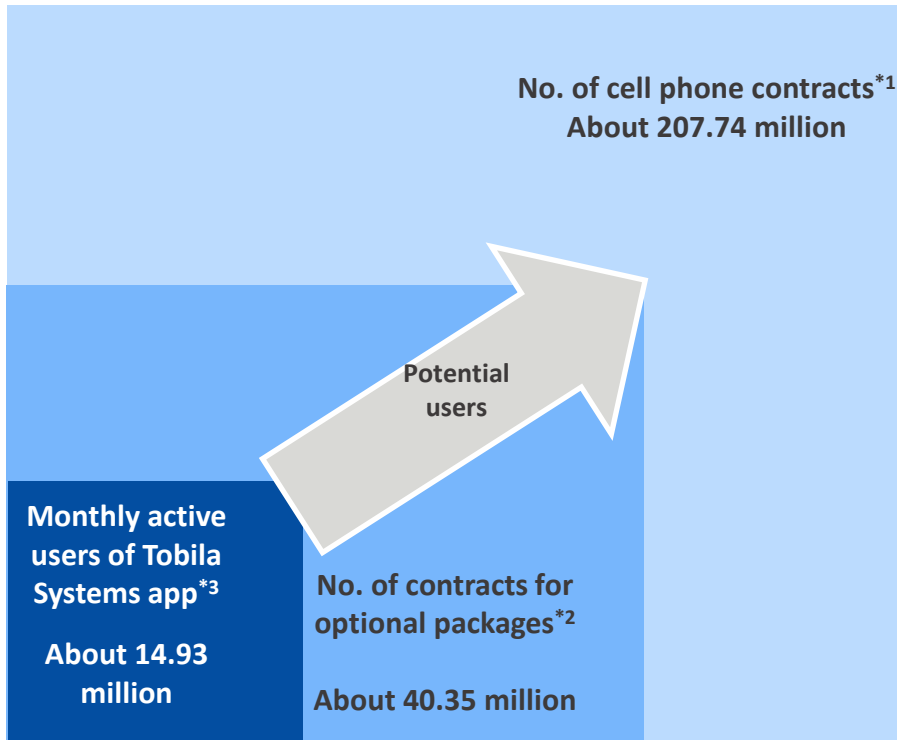 No. of cell phone contracts*1
About 207.74 million
Potential
users
Monthly active
users of Tobila
Systems app*3
About 14.93
million
No. of contracts for
optional packages*2
About 40.35 million